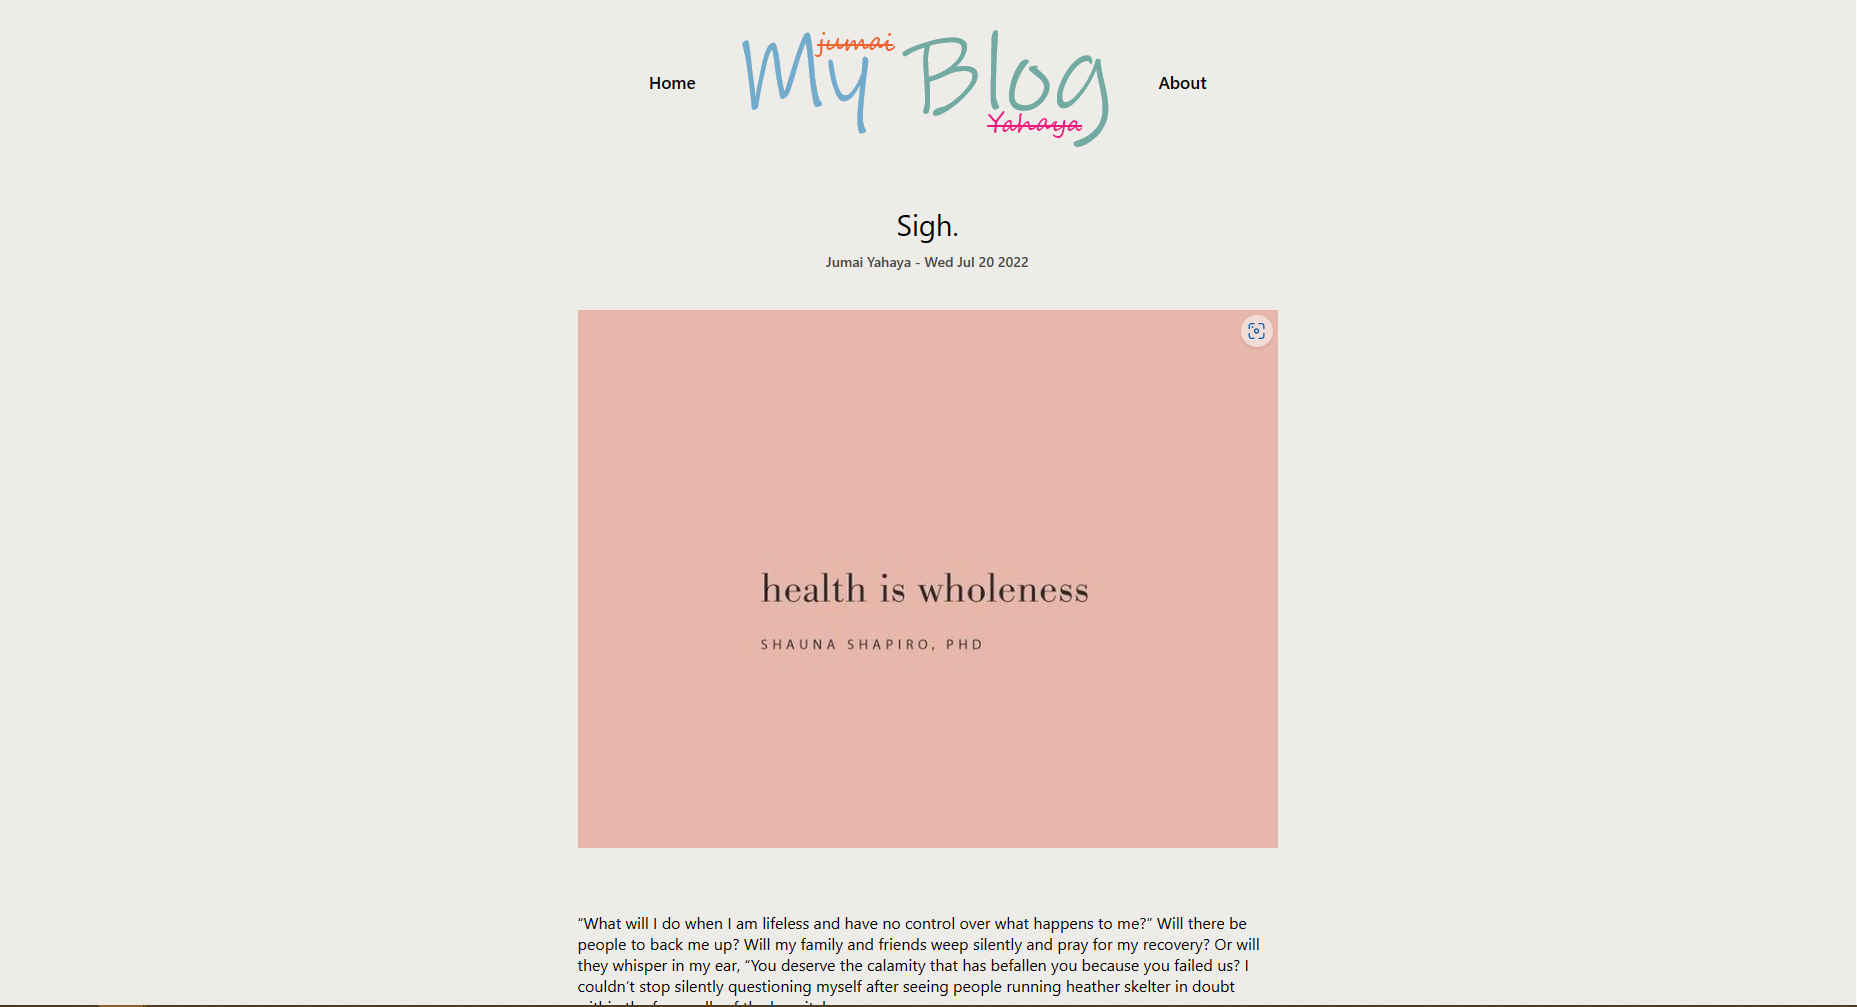 Home
jumai
My Blog
Yahaya
About
Sigh.
Jumai Yahaya - Wed Jul 20 2022
health is wholeness
SHAUNA SHAPIRO, PHD
“What will I do when I am lifeless and have no control over what happens to me?” Will there be
people to back me up? Will my family and friends weep silently and pray for my recovery? Or will
they whisper in my ear, “You deserve the calamity that has befallen you because you failed us? I
couldn’t stop silently questioning myself after seeing people running heather skelter in doubt